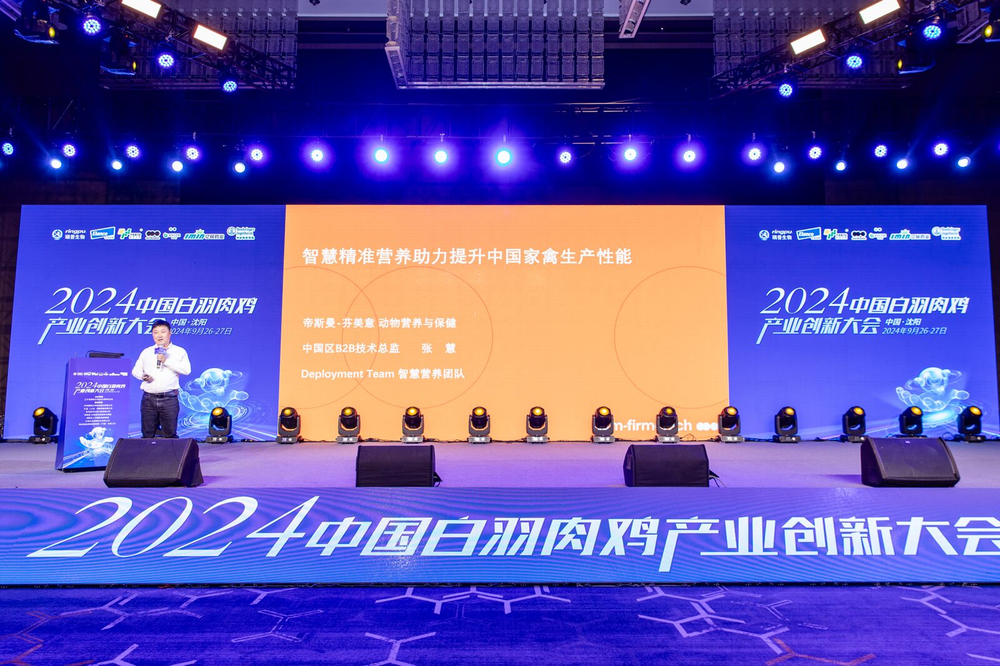 ringpu
瑞普生物
Elanco
ASCOR
imin 亿民药业
Boehringer
Ingelheim
2024中国白羽肉鸡
产业创新大会
中国·沈阳
2024年9月26-27日
智慧精准营养助力提升中国家禽生产性能
帝斯曼-芬美意 动物营养与保健
中国区B2B技术总监 张 慧
Deployment Team 智慧营养团队
m-firm ch
ringpu
瑞普生物
Elanco
ASCOR
imin 亿民药业
Boehringer
Ingelheim
2024中国白羽肉鸡
产业创新大会
中国·沈阳
2024年9月26-27日
2024中国白羽肉鸡
产业创新大会
2024中国白羽肉鸡产业创新大会